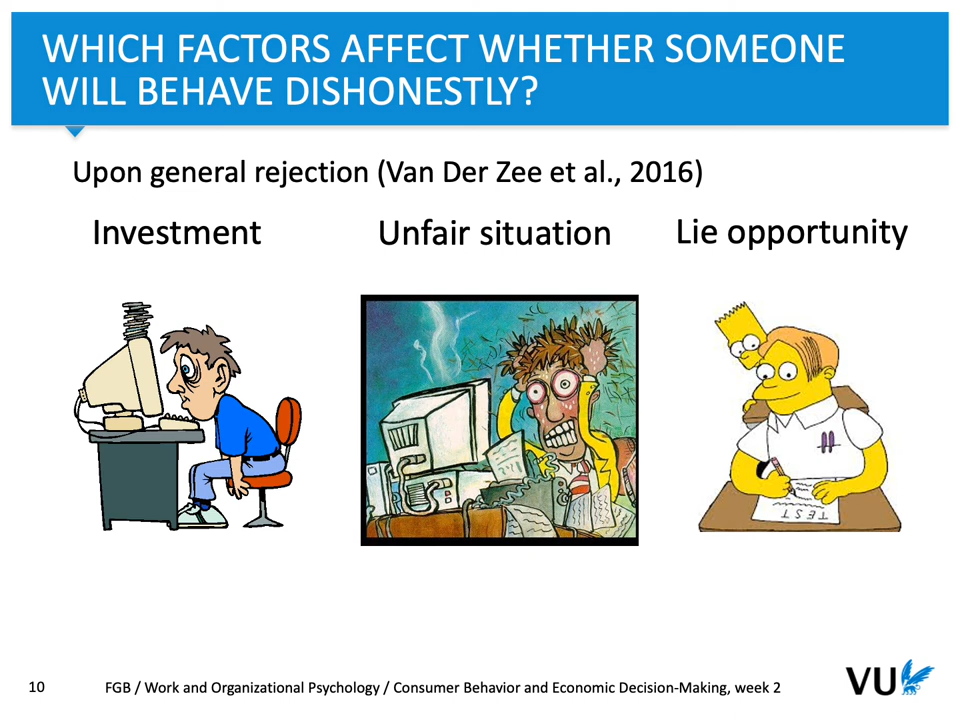 WHICH FACTORS AFFECT WHETHER SOMEONE
WILL BEHAVE DISHONESTLY?
Upon general rejection (Van Der Zee et al., 2016)
Investment
Unfair situation
Lie opportunity
TEST
10
FGB / Work and Organizational Psychology / Consumer Behavior and Economic Decision-Making, week 2
VU